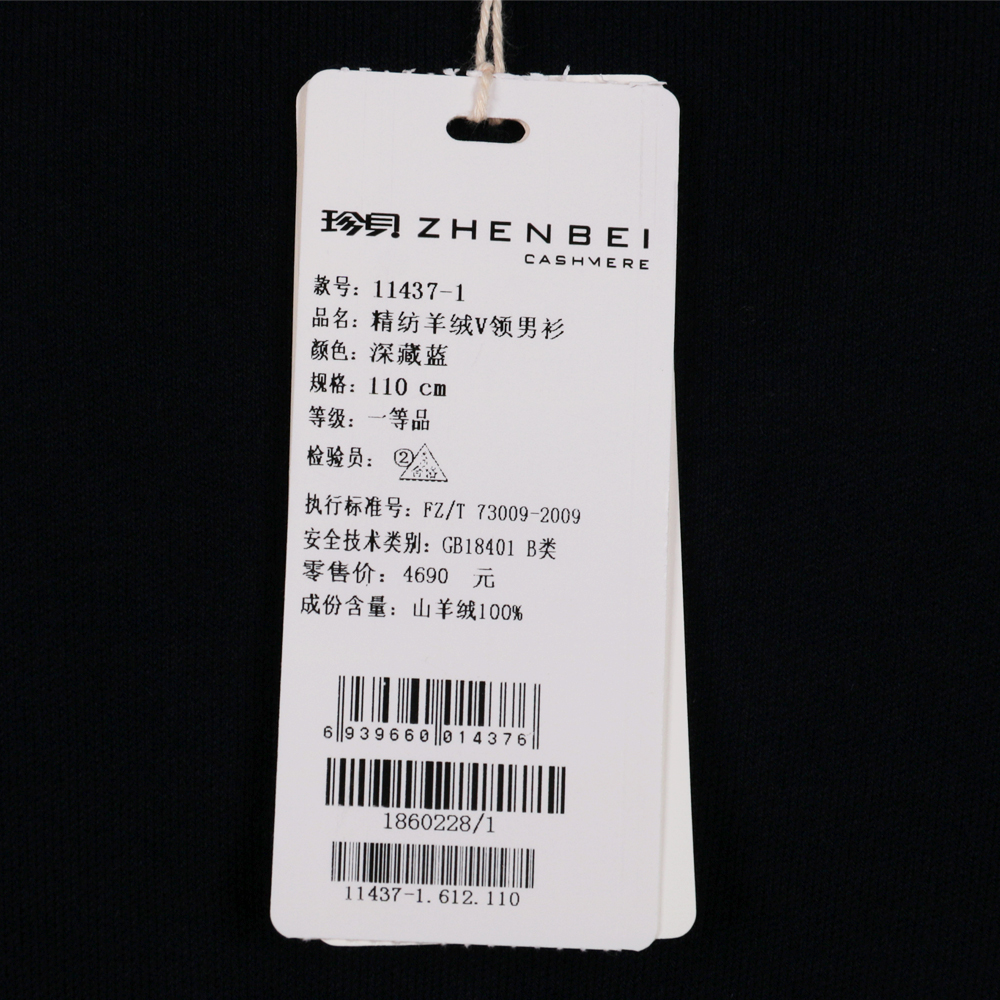 珍贝 ZHENBEI
CASHMERE
款号：11437-1
品名：精纺羊绒V领男衫
颜色：深藏蓝
规格：110 cm
等级：一等品
检验员：②
执行标准号：FZ/T 73009-2009
安全技术类别：GB18401 B类
零售价：4690 元
成份含量：山羊绒100%
6 939660 014376
1860228/1
11437-1.612.110